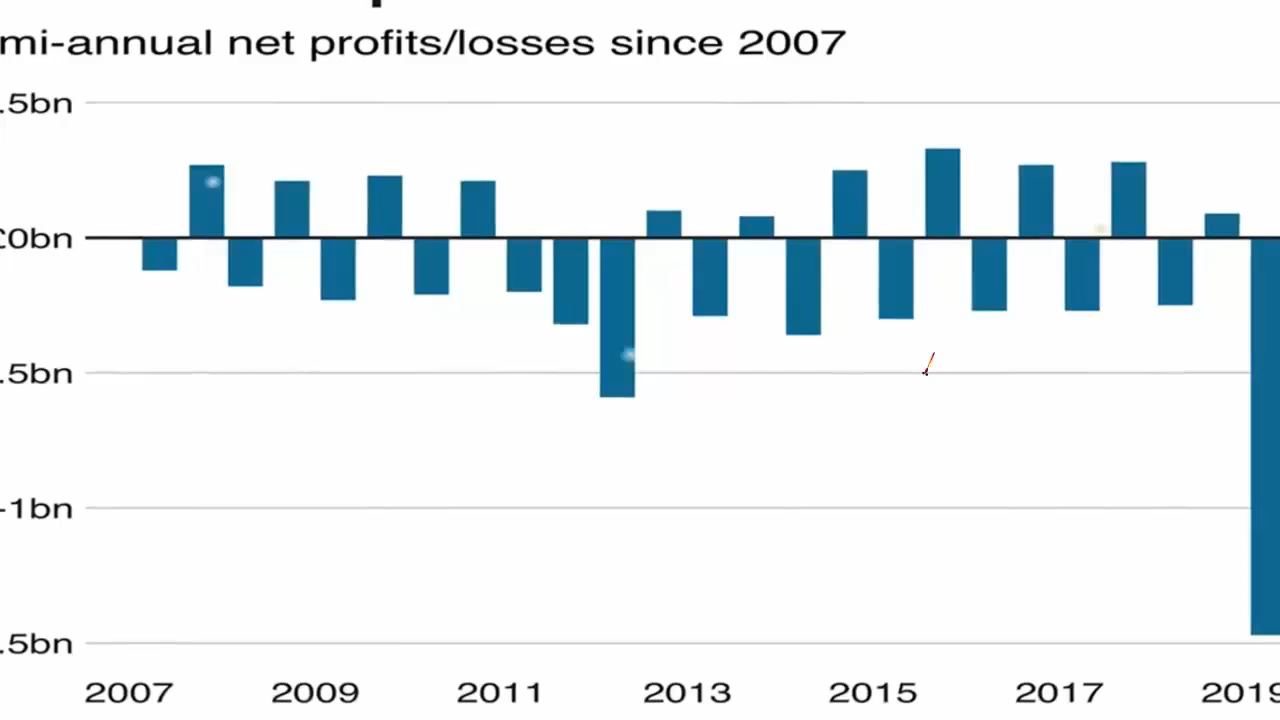 mi-annual net profits/losses since 2007
.5bn
£0bn
.5bn
-1bn
.5bn
2007 2009 2011 2013 2015 2017 2019